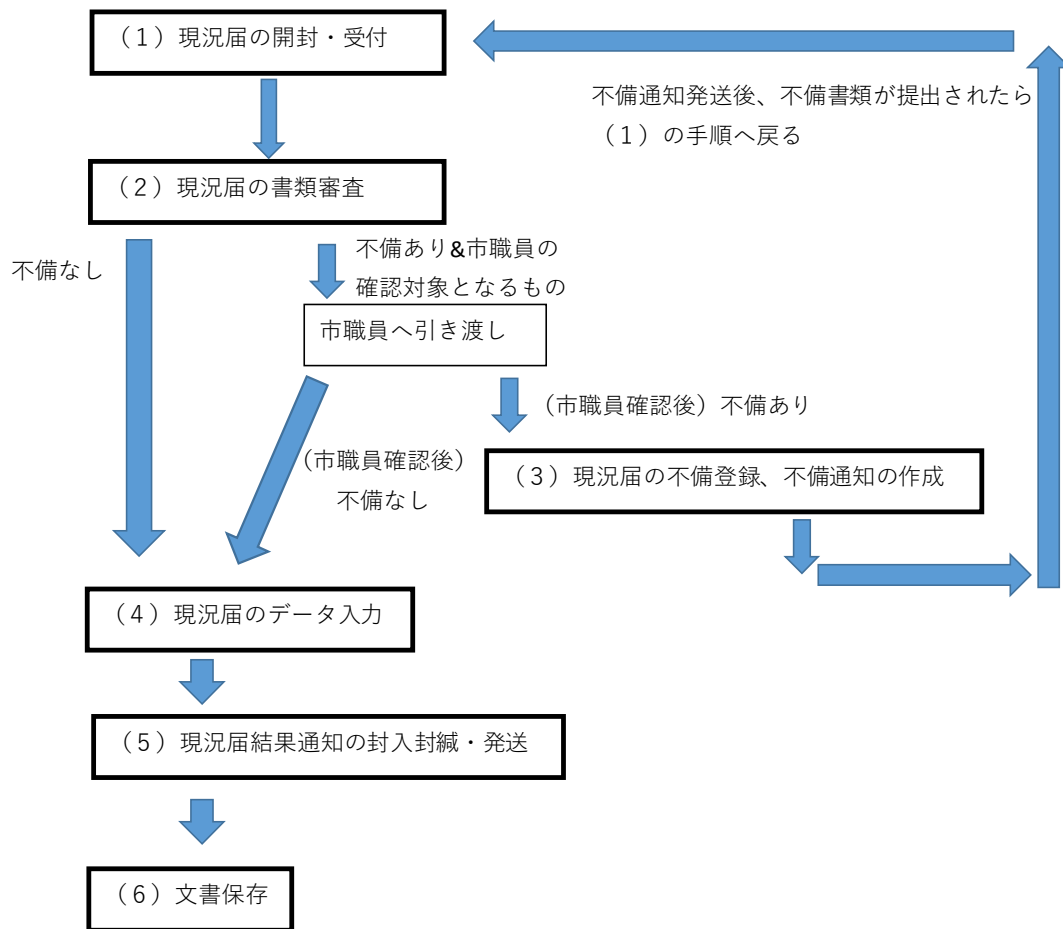 （１）現況届の開封・受付
不備通知発送後、不備書類が提出されたら
（１）の手順へ戻る
（２）現況届の書類審査
不備なし
不備あり&市職員の
確認対象となるもの
市職員へ引き渡し
（市職員確認後）不備あり
（市職員確認後）
不備なし
（３）現況届の不備登録、不備通知の作成
（４）現況届のデータ入力
（５）現況届結果通知の封入封緘・発送
（６）文書保存